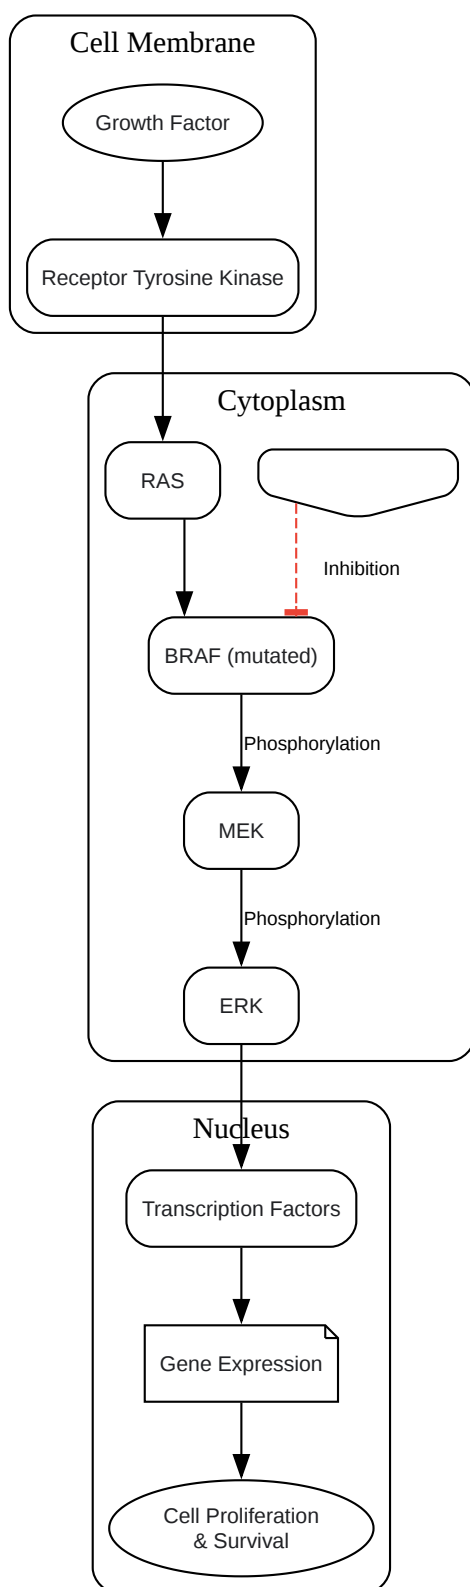 Cell Membrane
Growth Factor
Receptor Tyrosine Kinase
Cytoplasm
RAS
Inhibition
BRAF (mutated)
Phosphorylation
MEK
Phosphorylation
ERK
Nucleus
Transcription Factors
Gene Expression
Cell Proliferation
& Survival